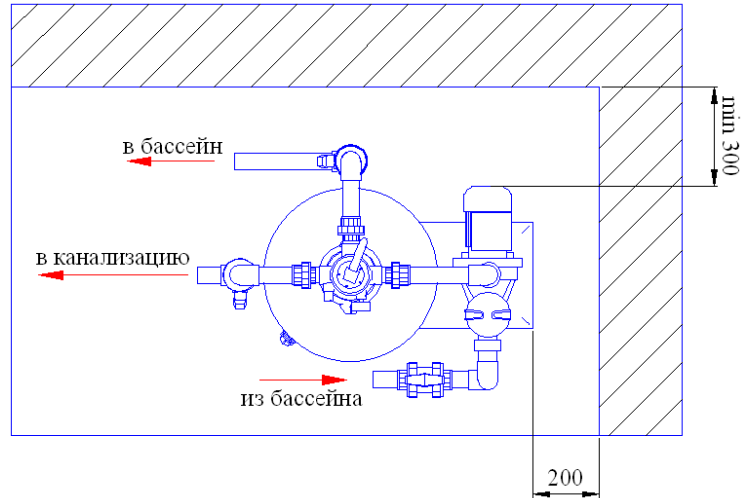 min 300
в бассейн
в канализацию
из бассейна
200